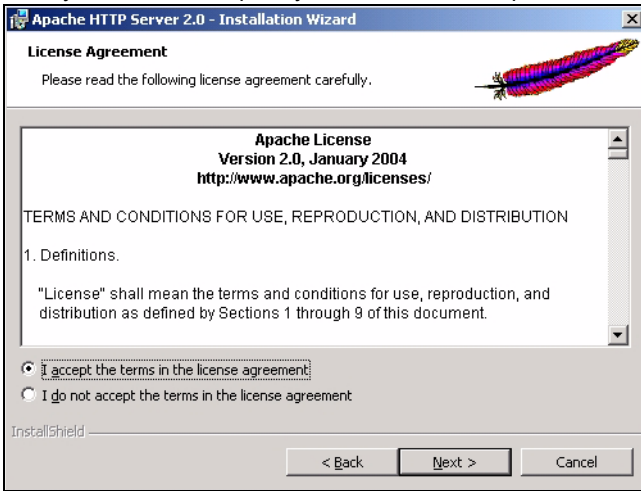 Apache HTTP Server 2.0 - Installation Wizard
License Agreement
Please read the following license agreement carefully.
Apache License
Version 2.0, January 2004
http://www.apache.org/licenses/
TERMS AND CONDITIONS FOR USE, REPRODUCTION, AND DISTRIBUTION
1. Definitions.
"License" shall mean the terms and conditions for use, reproduction, and
distribution as defined by Sections 1 through 9 of this document.
I accept the terms in the license agreement
I do not accept the terms in the license agreement
InstallShield
< Back Next > Cancel